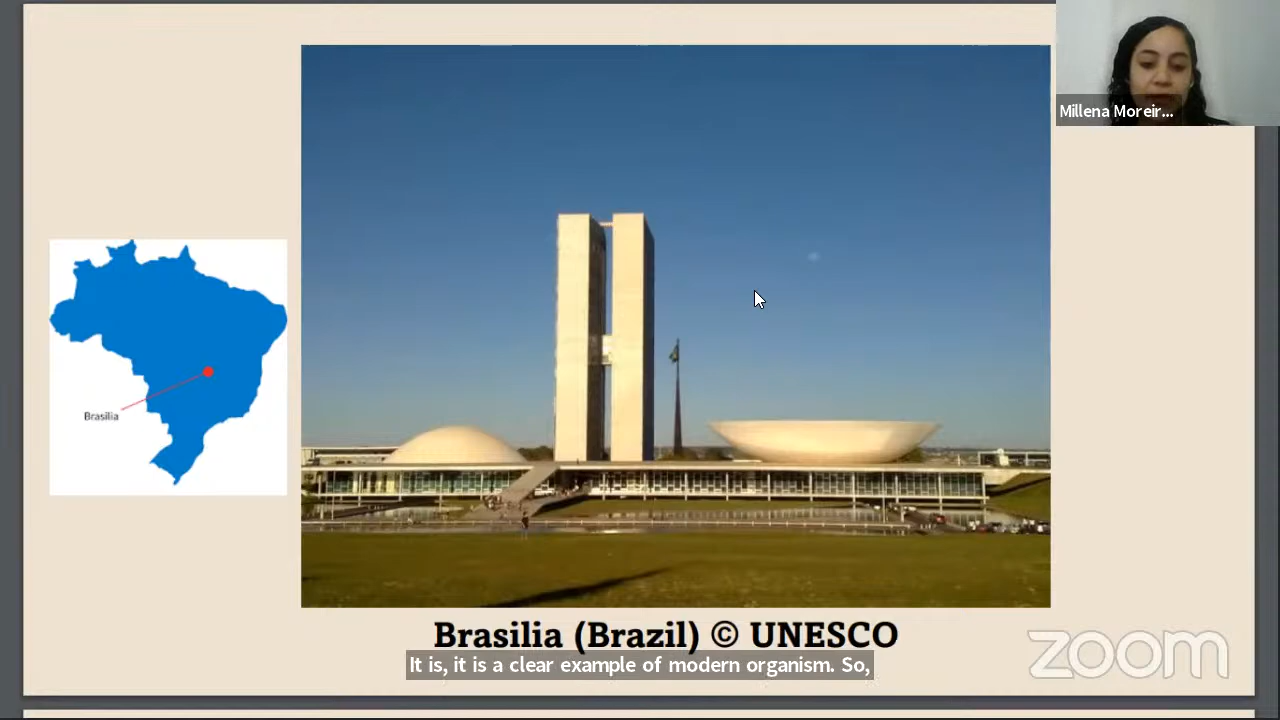 Millena Moreir...
Brasilia
Brasilia (Brazil) © UNESCO
It is, it is a clear example of modern organism. So,
zoom